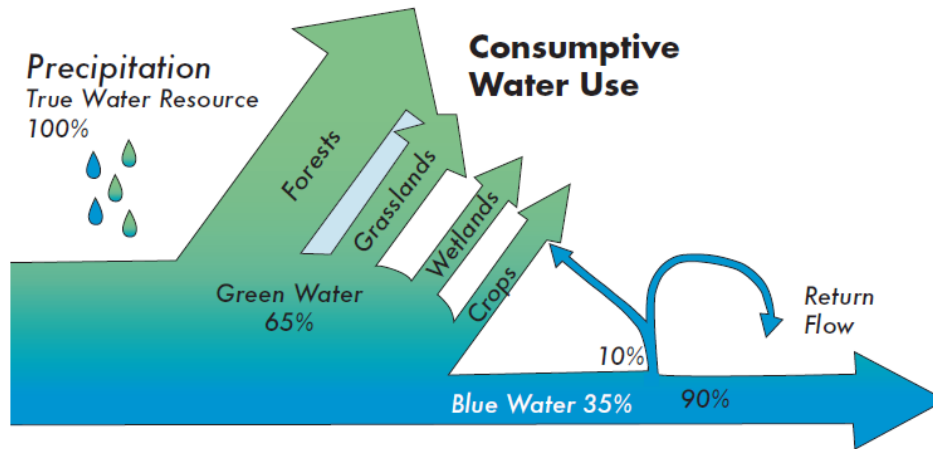 Consumptive
Water Use
Precipitation
True Water Resource
100%
Forests
Grasslands
Wetlands
Crops
Green Water
65%
Return
Flow
10%
Blue Water 35%
90%